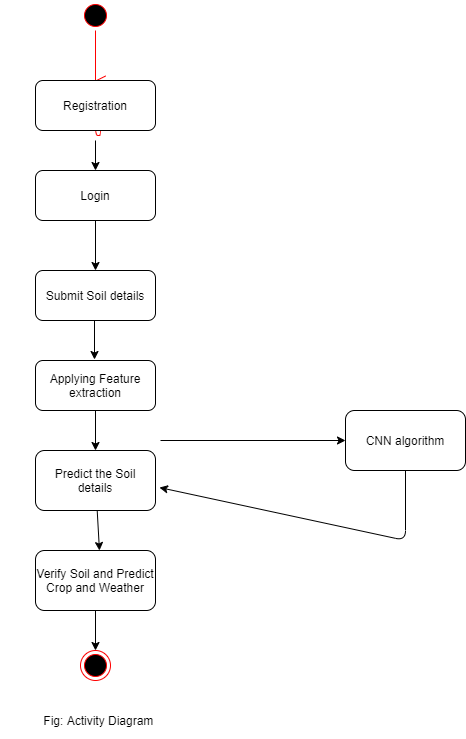 Registration
Login
Submit Soil details
Applying Feature
extraction
CNN algorithm
Predict the Soil
details
Verify Soil and Predict
Crop and Weather
Fig: Activity Diagram